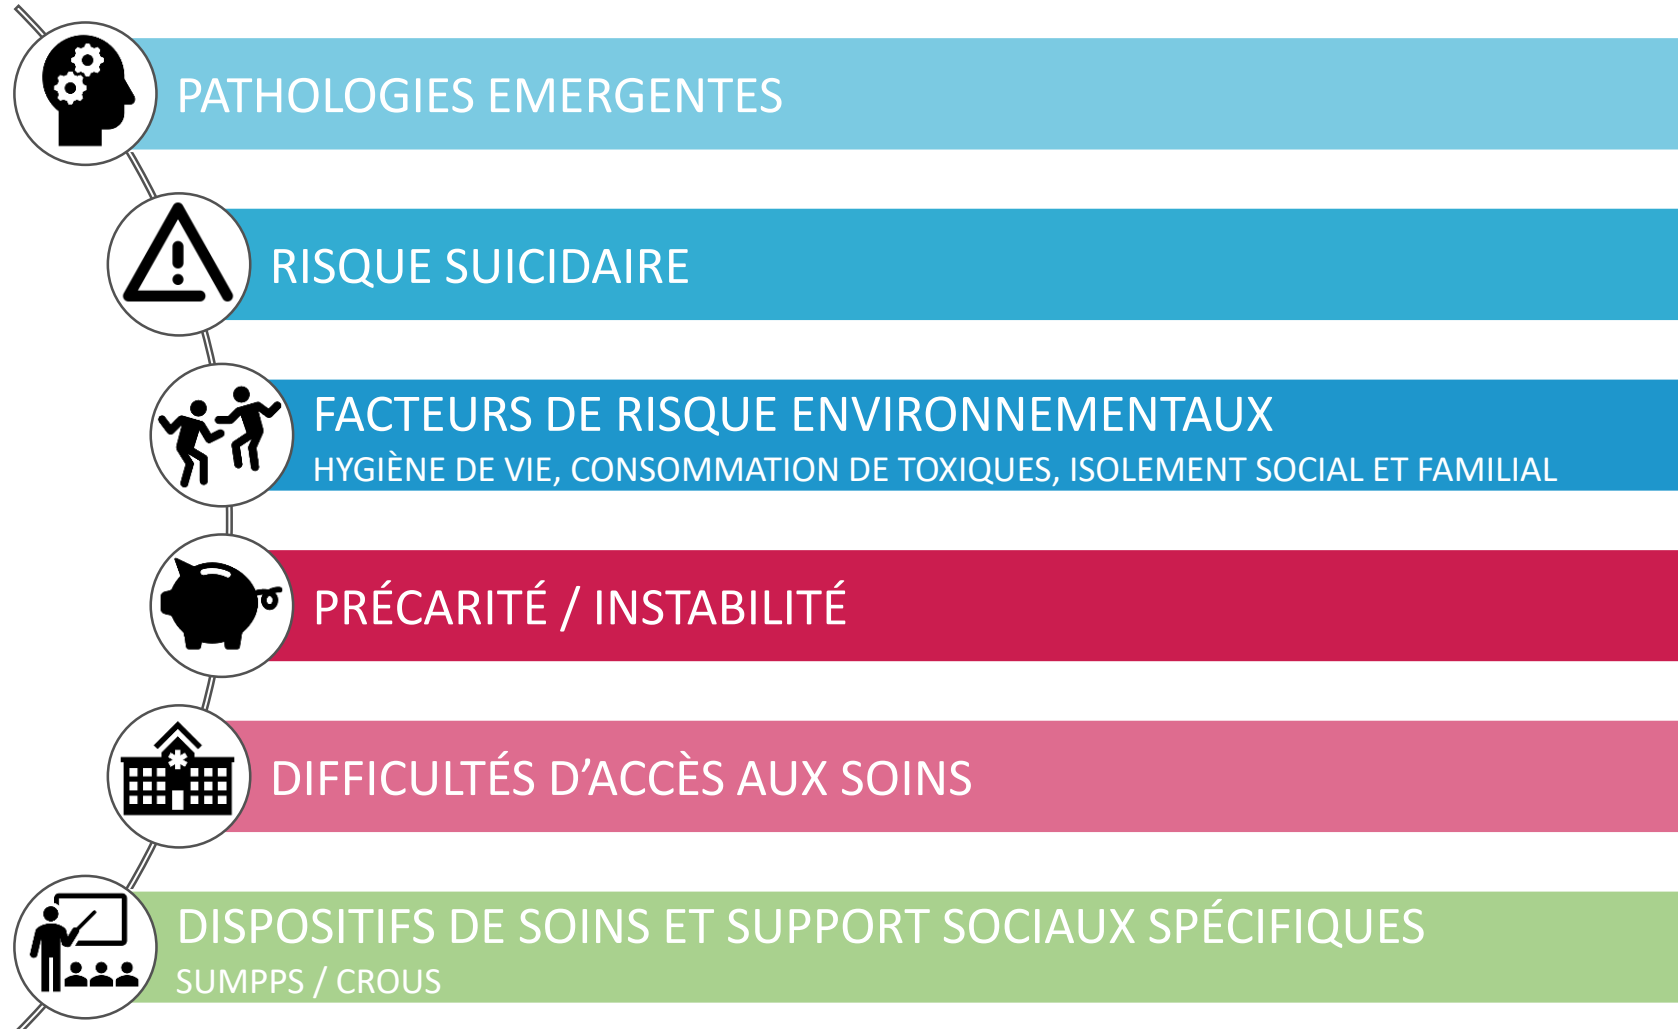 PATHOLOGIES EMERGENTES
RISQUE SUICIDAIRE
FACTEURS DE RISQUE ENVIRONNEMENTAUX
HYGIÈNE DE VIE, CONSOMMATION DE TOXIQUES, ISOLEMENT SOCIAL ET FAMILIAL
PRÉCARITÉ / INSTABILITÉ
DIFFICULTÉS D’ACCÈS AUX SOINS
DISPOSITIFS DE SOINS ET SUPPORT SOCIAUX SPÉCIFIQUES
SUMPPS / CROUS